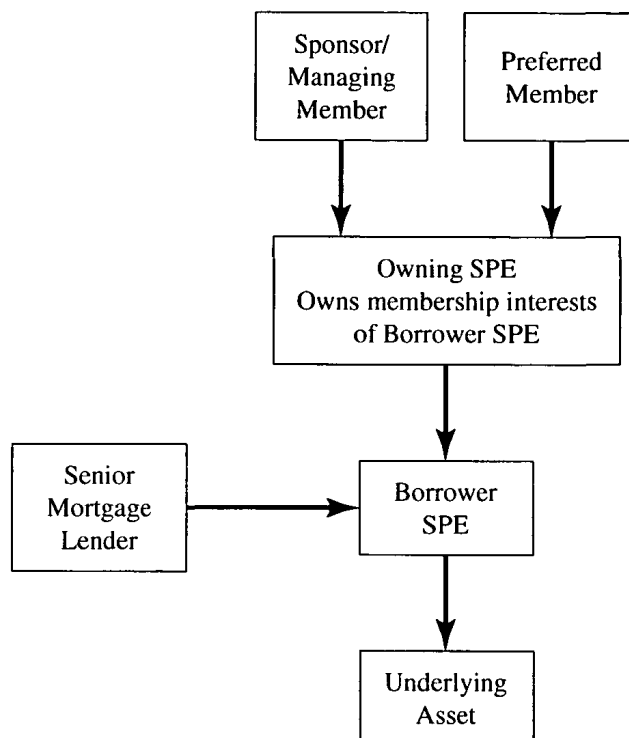 Sponsor/
Managing
Member
Preferred
Member
Owning SPE
Owns membership interests
of Borrower SPE
Senior
Mortgage
Lender
Borrower
SPE
Underlying
Asset